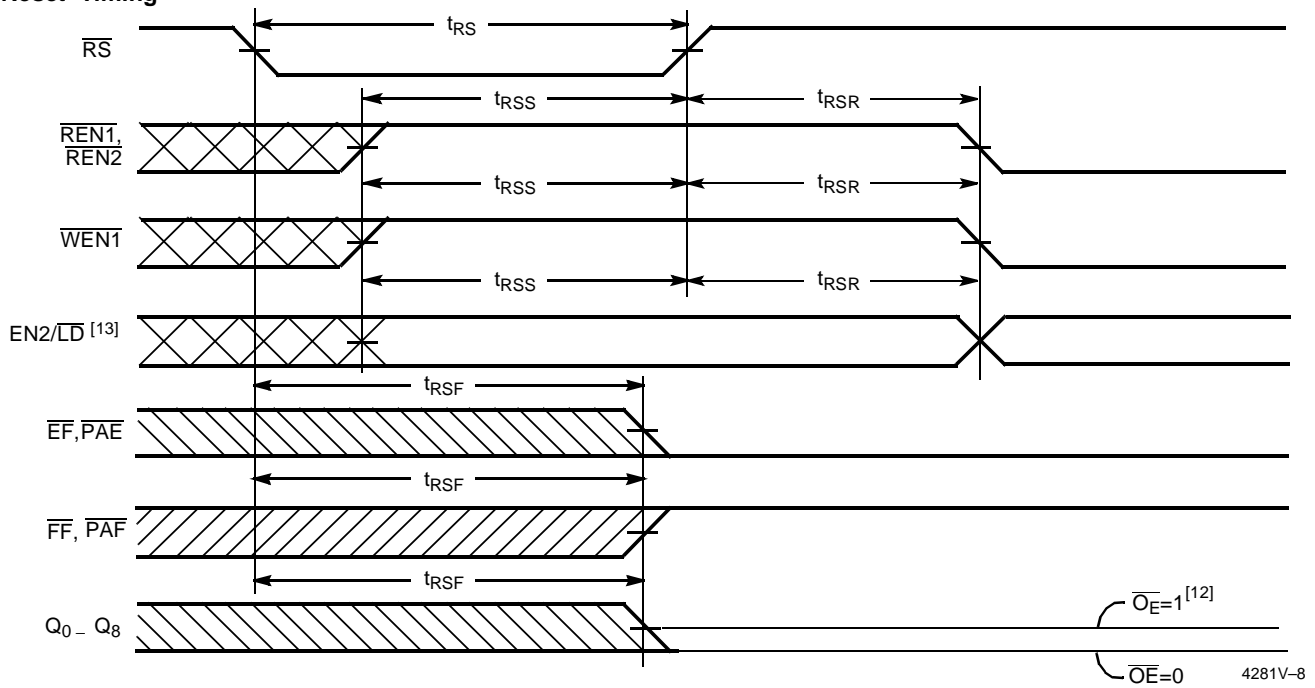 Reset Timing
tRS
RS
tRSS
tRSR
REN1,
REN2
tRSS
tRSR
WEN1
tRSS
tRSR
EN2/LD [13]
tRSF
EF,PAE
tRSF
FF, PAF
tRSF
OE=1[12]
Q0 – Q8
OE=0
4281V–8